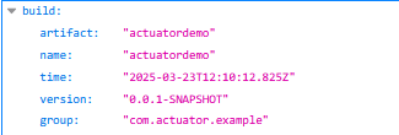 build:
artifact: "actuatordemo"
name: "actuatordemo"
time: "2025-03-23T12:10:12.825Z"
version: "0.0.1-SNAPSHOT"
group: "com.actuator.example"